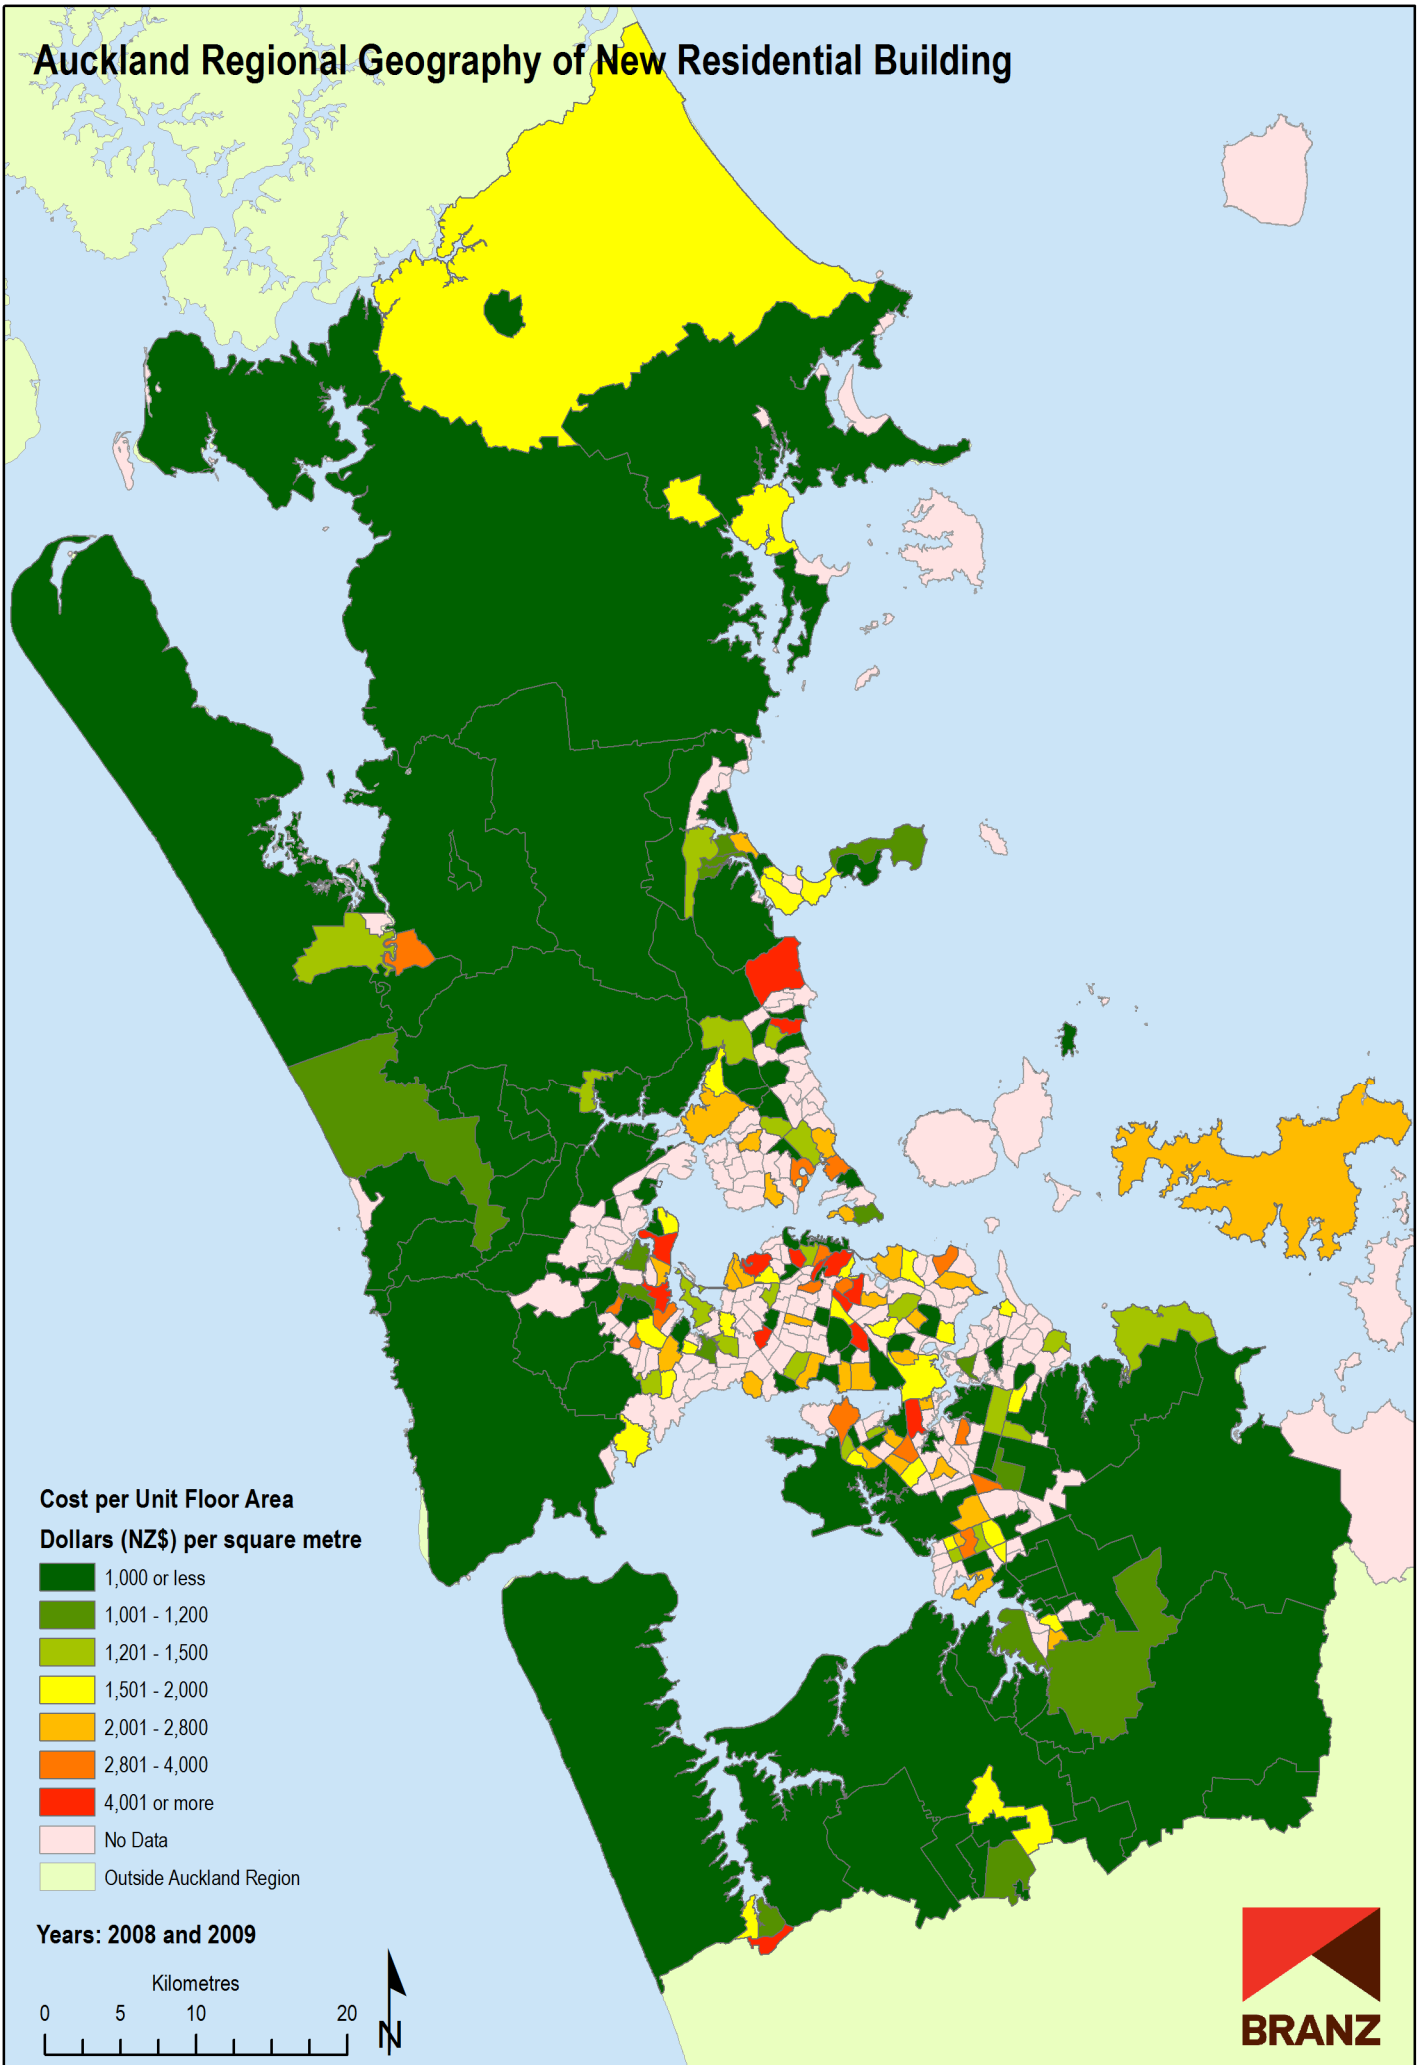 Auckland Regional Geography of New Residential Building
Cost per Unit Floor Area
Dollars (NZ$) per square metre
1,000 or less
1,001 - 1,200
1,201 - 1,500
1,501 - 2,000
2,001 - 2,800
2,801 - 4,000
4,001 or more
No Data
Outside Auckland Region
Years: 2008 and 2009
Kilometres
0 5 10 20
N
BRANZ